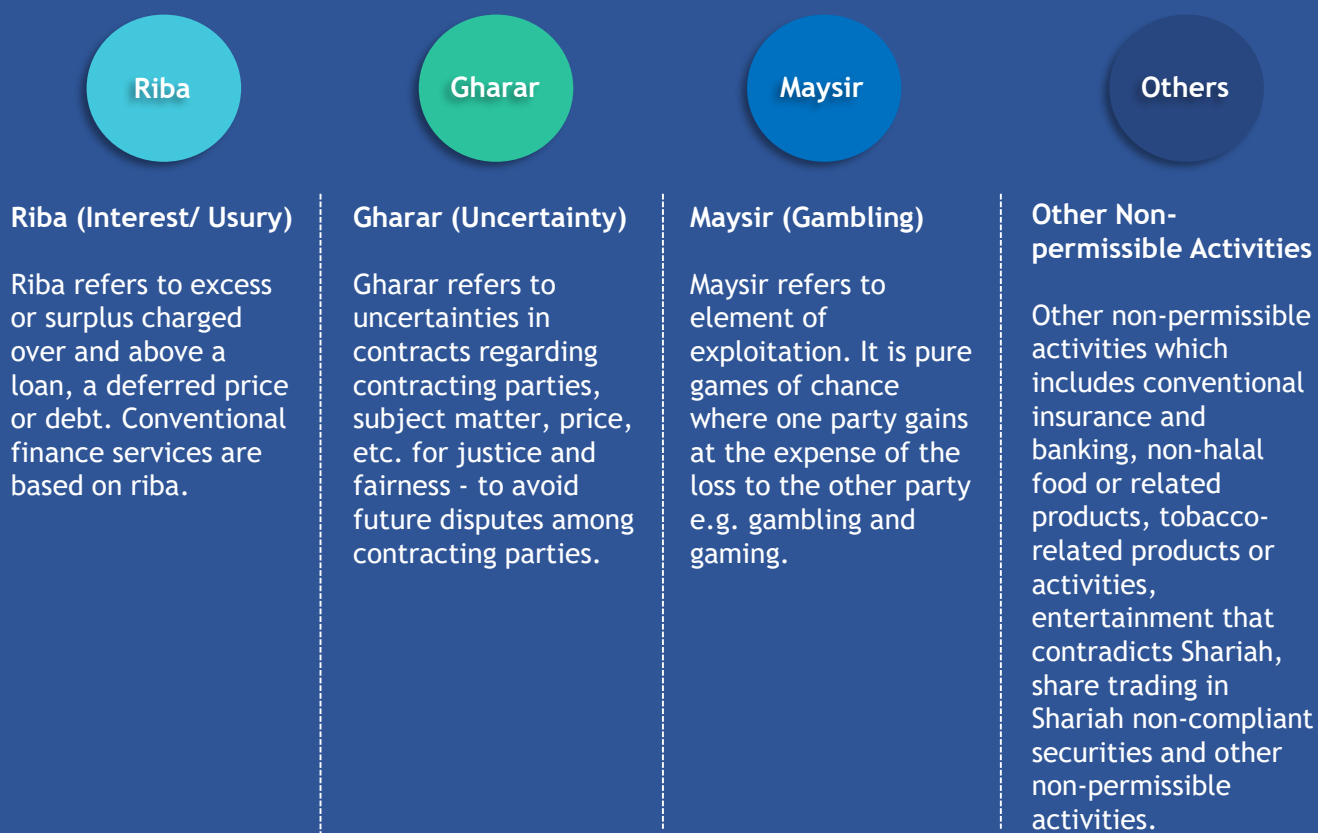 Riba
Gharar
Maysir
Others
Riba (Interest/ Usury)
Riba refers to excess
or surplus charged
over and above a
loan, a deferred price
or debt. Conventional
finance services are
based on riba.
Gharar (Uncertainty)
Gharar refers to
uncertainties in
contracts regarding
contracting parties,
subject matter, price,
etc. for justice and
fairness - to avoid
future disputes among
contracting parties.
Maysir (Gambling)
Maysir refers to
element of
exploitation. It is pure
games of chance
where one party gains
at the expense of the
loss to the other party
e.g. gambling and
gaming.
Other Non-
permissible Activities
Other non-permissible
activities which
includes conventional
insurance and
banking, non-halal
food or related
products, tobacco-
related products or
activities,
entertainment that
contradicts Shariah,
share trading in
Shariah non-compliant
securities and other
non-permissible
activities.